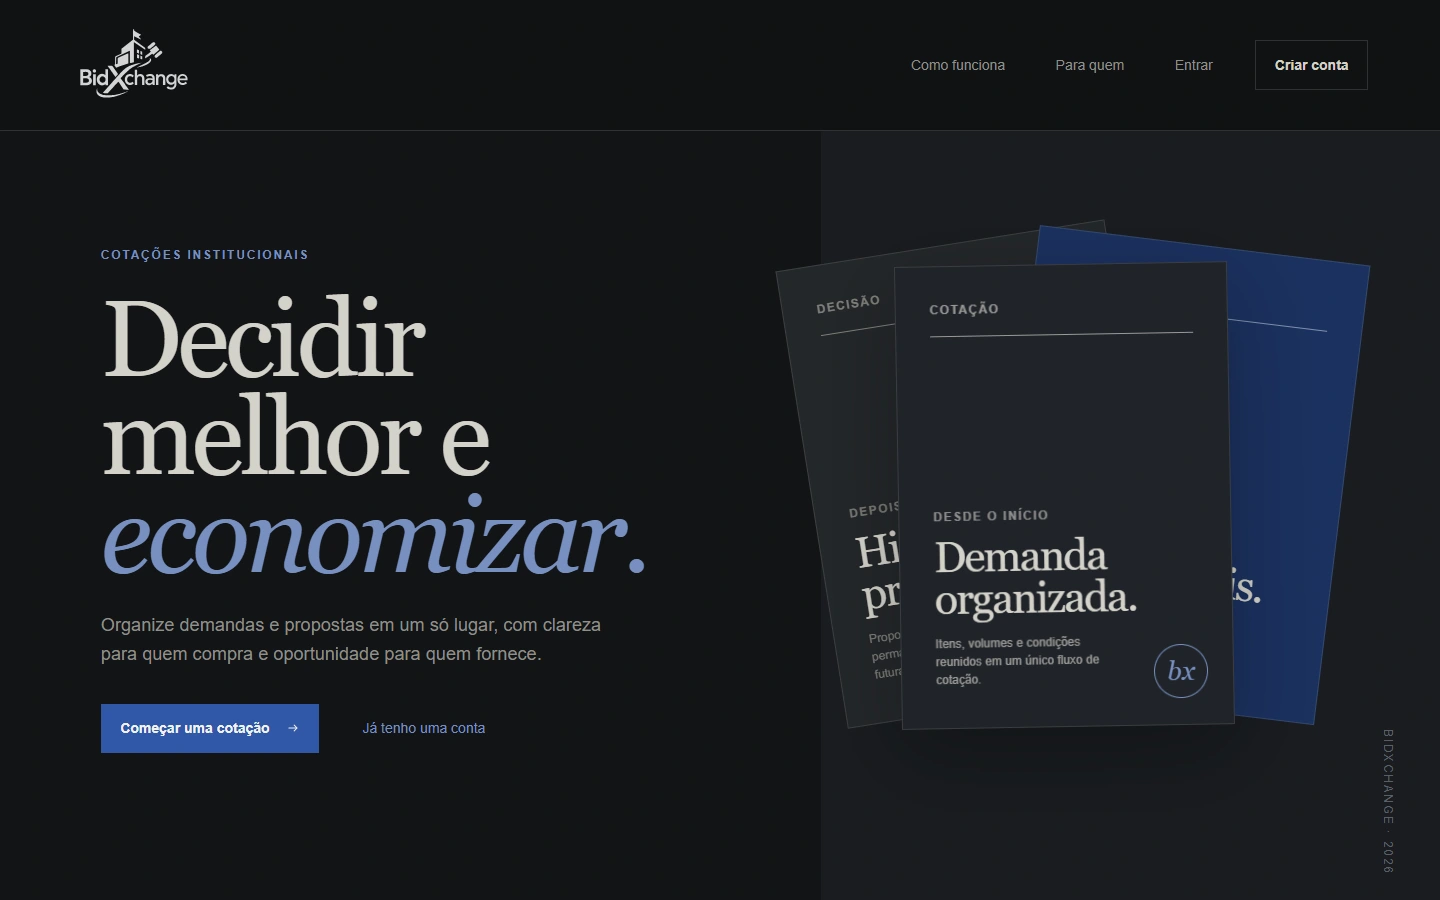 BidXchange
Como funciona
Para quem
Entrar
Criar conta
COTAÇÕES INSTITUCIONAIS
Decidir
melhor e
economizar.
Organize demandas e propostas em um só lugar, com clareza
para quem compra e oportunidade para quem fornece.
Começar uma cotação →
Já tenho uma conta
DECISÃO
COTAÇÃO
DESDE O INÍCIO
Demanda
organizada.
Itens, volumes e condições
reunidos em um único fluxo de
cotação.
bx
BIDXCHANGE · 2026